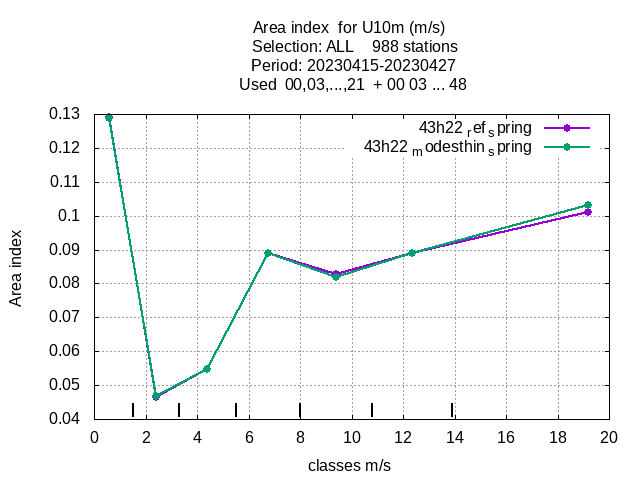 Area index  for U10m (m/s)
Selection: ALL    988 stations
Period: 20230415-20230427
Used  00,03,...,21  + 00 03 ... 48
43h22 ref spring
43h22 modesthin spring
Area index
0.13
0.12
0.11
0.1
0.09
0.08
0.07
0.06
0.05
0.04
0 2 4 6 8 10 12 14 16 18 20
classes m/s